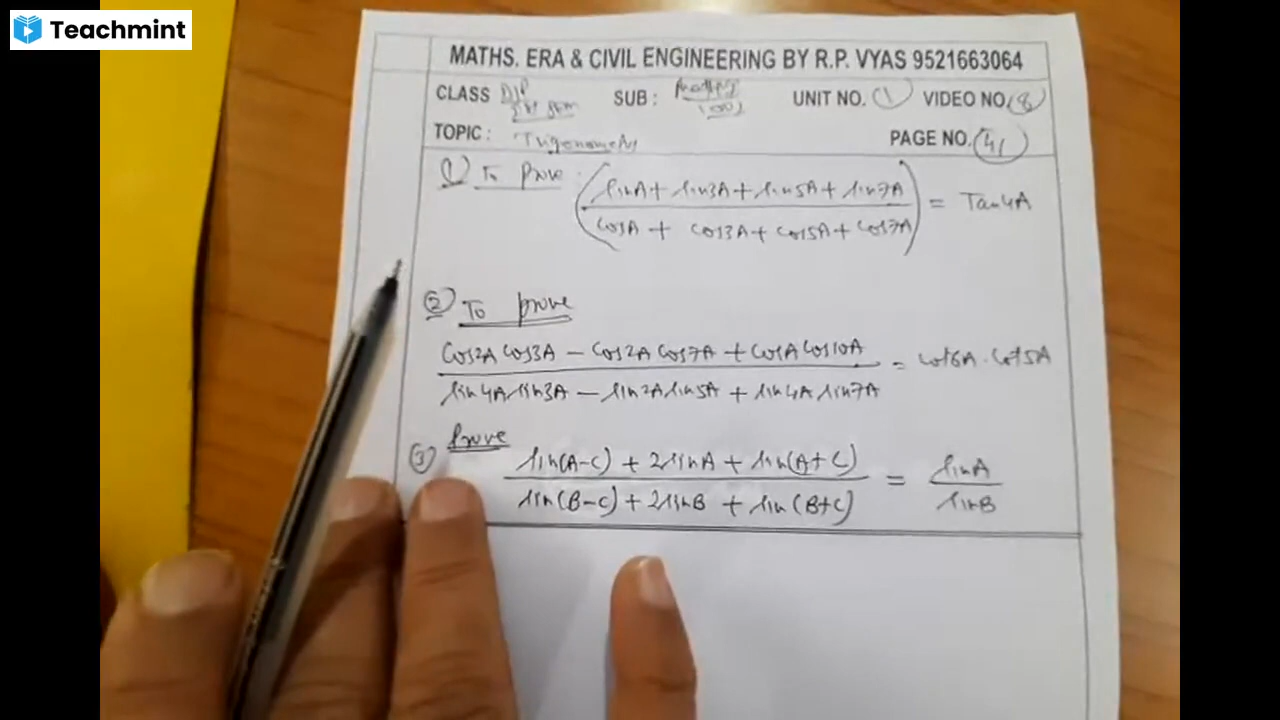 Teachmint
MATHS. ERA & CIVIL ENGINEERING BY R.P. VYAS 9521663064
CLASS SUB : UNIT NO. (1) VIDEO NO. (8)
TOPIC : Trigonometry PAGE NO. (41)
(1) To Prove (sinA + sin3A + sin5A + sin7A / cosA + cos3A + cos5A + cos7A) = Tan4A
(2) To prove
cos2A cos3A − cos2A cos7A + cosA cos10A / sin4A sin3A − sin2A sin5A + sin4A sin7A = cot6A . cot5A
(3) Prove
sin(A−C) + 2sinA + sin(A+C) / sin(B−C) + 2sinB + sin(B+C) = sinA / sinB